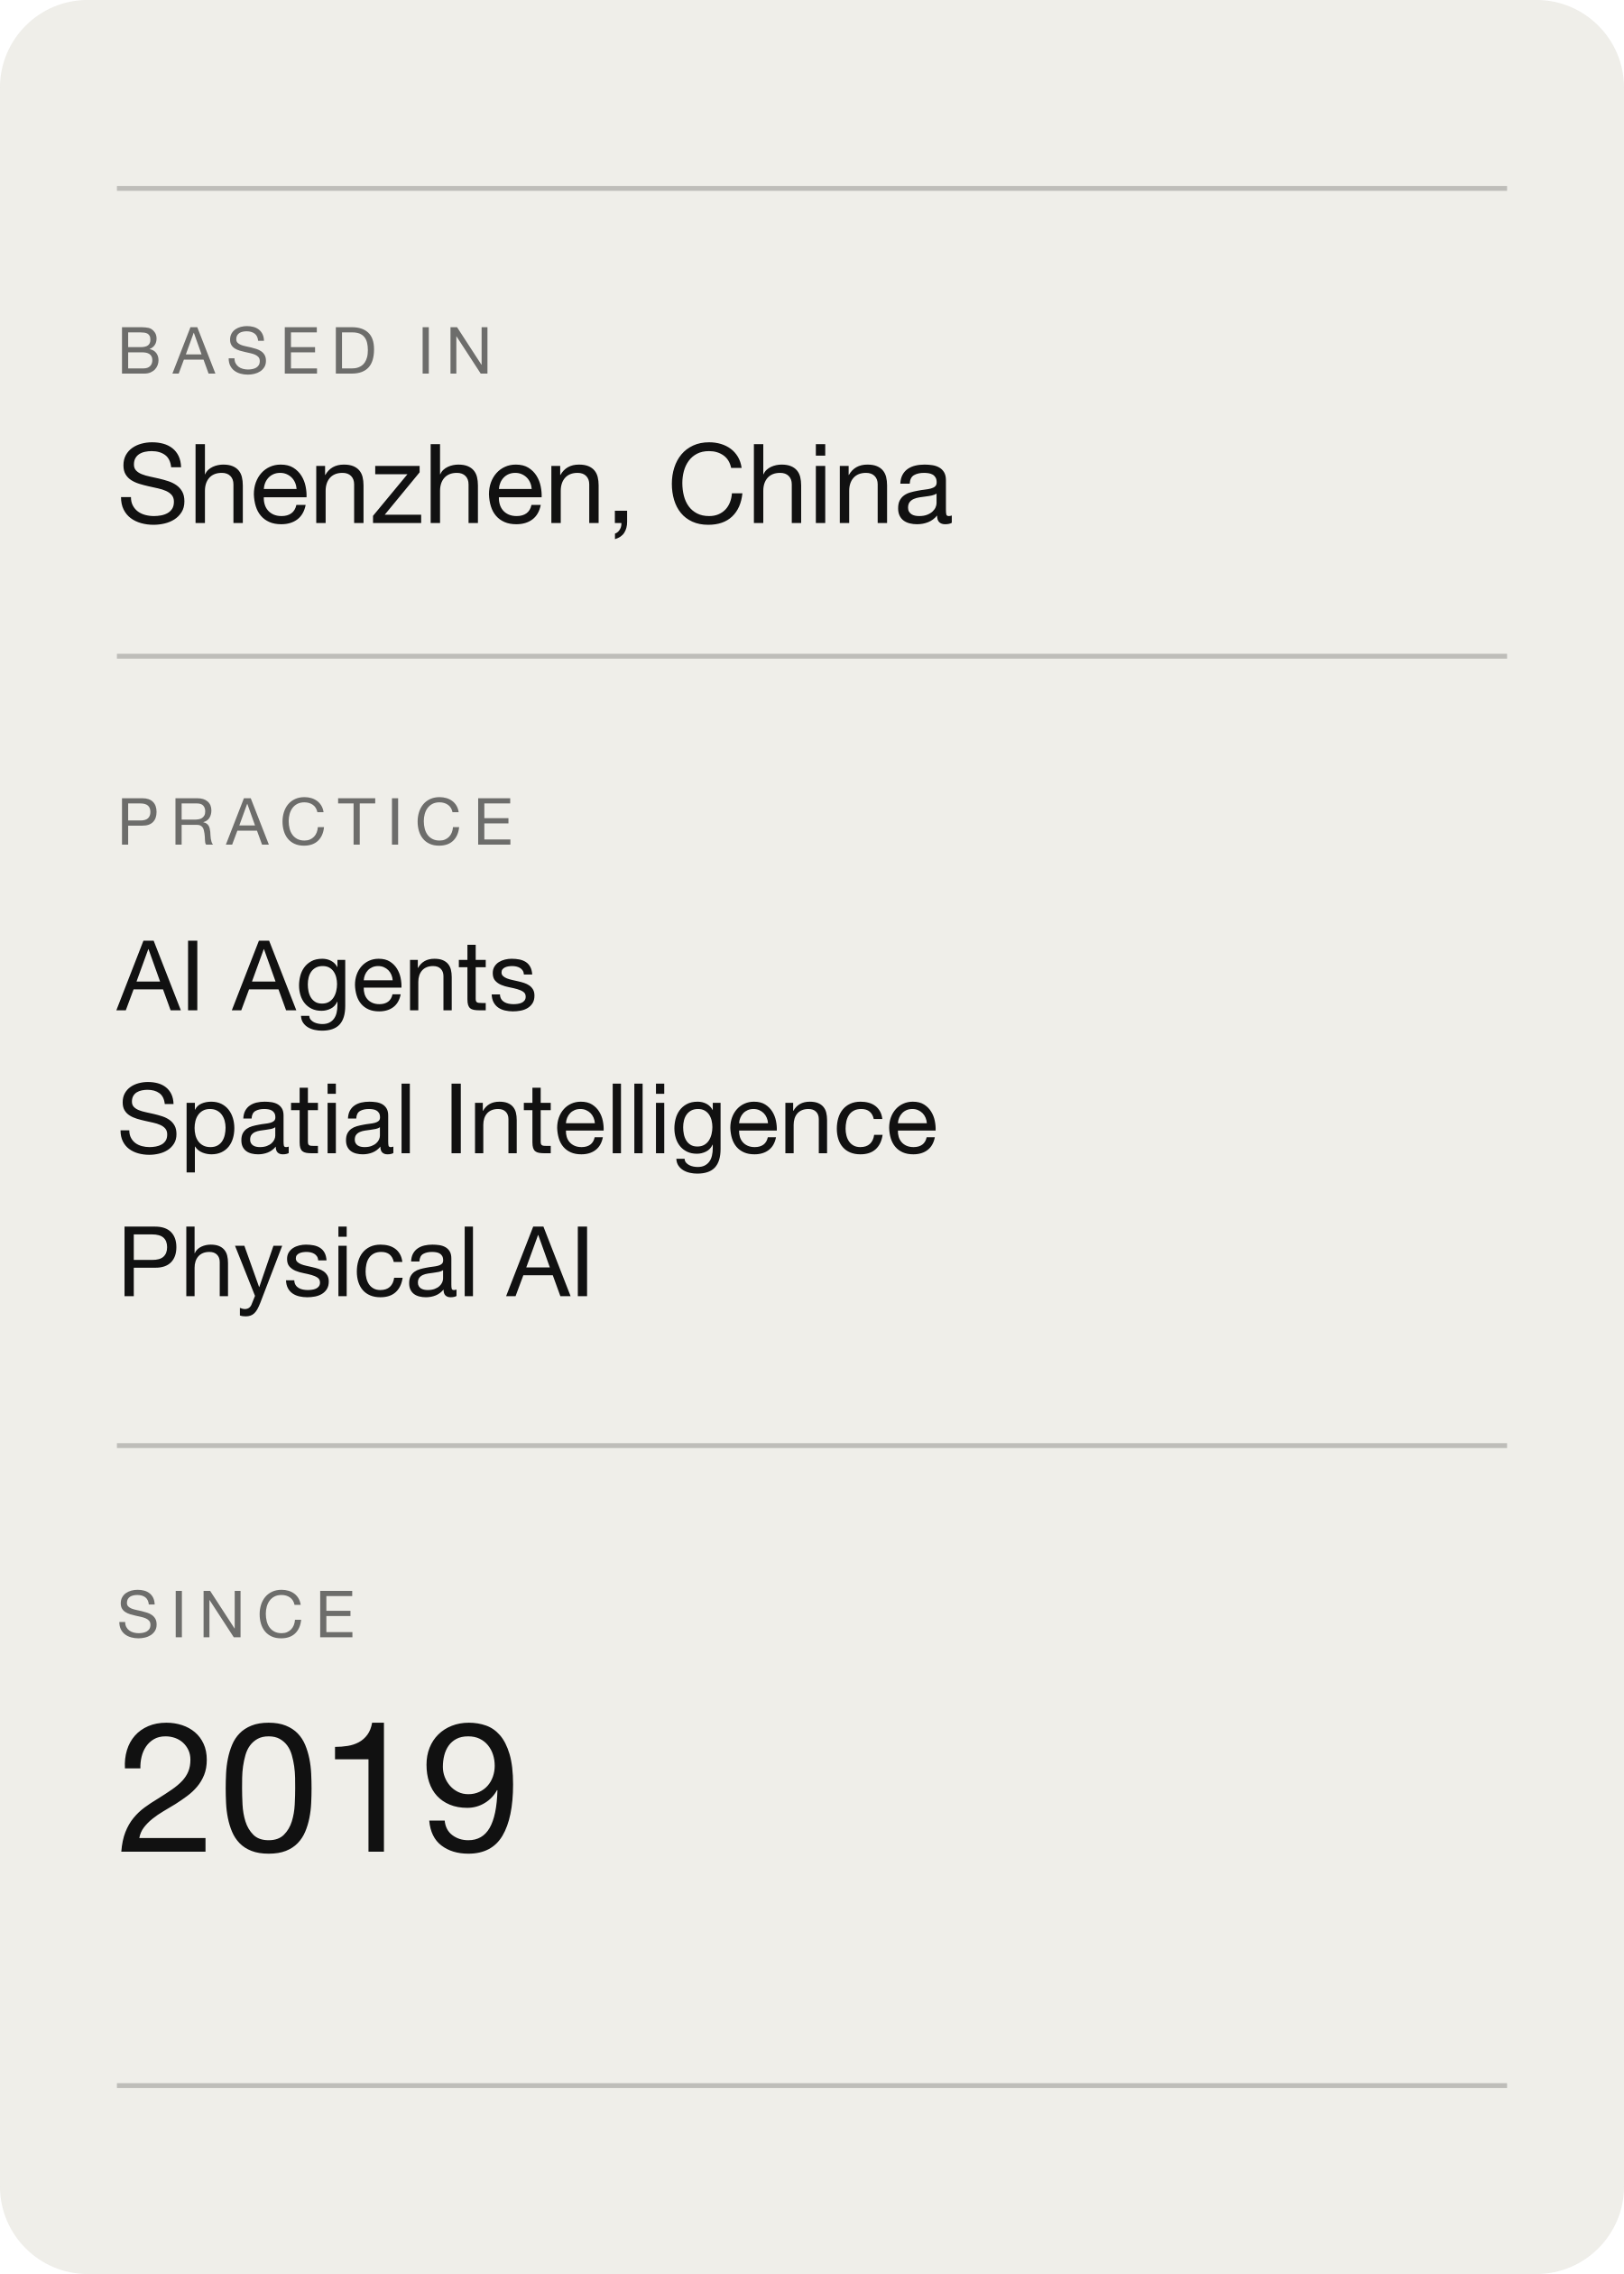 BASED IN
Shenzhen, China
PRACTICE
AI Agents
Spatial Intelligence
Physical AI
SINCE
2019